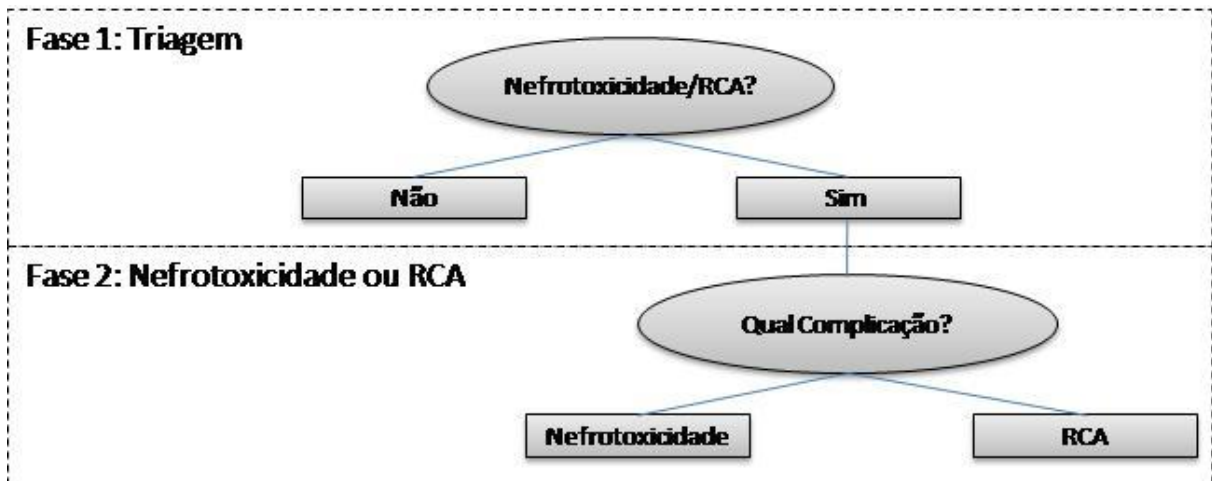 Fase 1: Triagem
Nefrotoxicidade/RCA?
Não
Sim
Fase 2: Nefrotoxicidade ou RCA
Qual Complicação?
Nefrotoxicidade
RCA